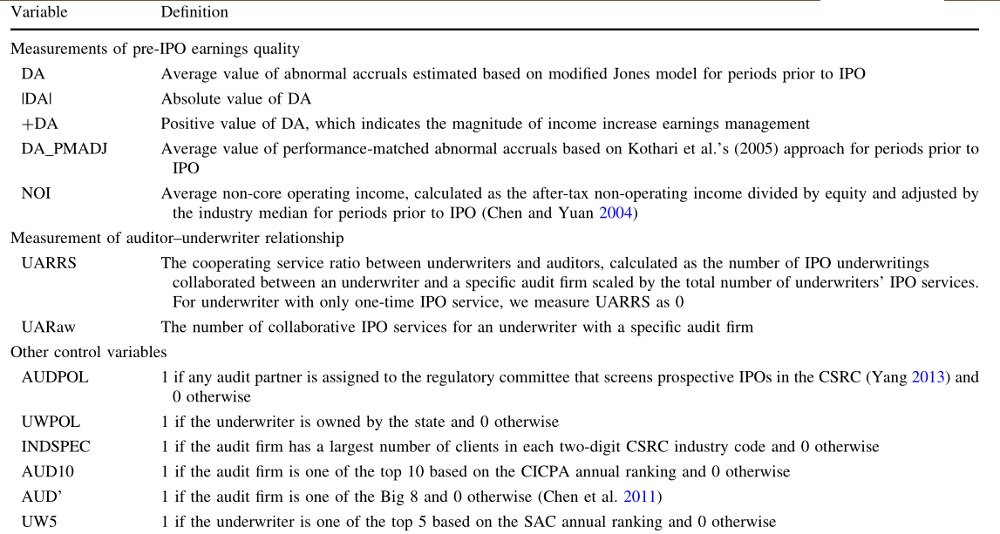 Variable Definition
Measurements of pre-IPO earnings quality
DA Average value of abnormal accruals estimated based on modified Jones model for periods prior to IPO
|DA| Absolute value of DA
+DA Positive value of DA, which indicates the magnitude of income increase earnings management
DA_PMADJ Average value of performance-matched abnormal accruals based on Kothari et al.'s (2005) approach for periods prior to
IPO
NOI Average non-core operating income, calculated as the after-tax non-operating income divided by equity and adjusted by
the industry median for periods prior to IPO (Chen and Yuan 2004)
Measurement of auditor–underwriter relationship
UARRS The cooperating service ratio between underwriters and auditors, calculated as the number of IPO underwritings
collaborated between an underwriter and a specific audit firm scaled by the total number of underwriters' IPO services.
For underwriter with only one-time IPO service, we measure UARRS as 0
UARaw The number of collaborative IPO services for an underwriter with a specific audit firm
Other control variables
AUDPOL 1 if any audit partner is assigned to the regulatory committee that screens prospective IPOs in the CSRC (Yang 2013) and
0 otherwise
UWPOL 1 if the underwriter is owned by the state and 0 otherwise
INDSPEC 1 if the audit firm has a largest number of clients in each two-digit CSRC industry code and 0 otherwise
AUD10 1 if the audit firm is one of the top 10 based on the CICPA annual ranking and 0 otherwise
AUD' 1 if the audit firm is one of the Big 8 and 0 otherwise (Chen et al. 2011)
UW5 1 if the underwriter is one of the top 5 based on the SAC annual ranking and 0 otherwise